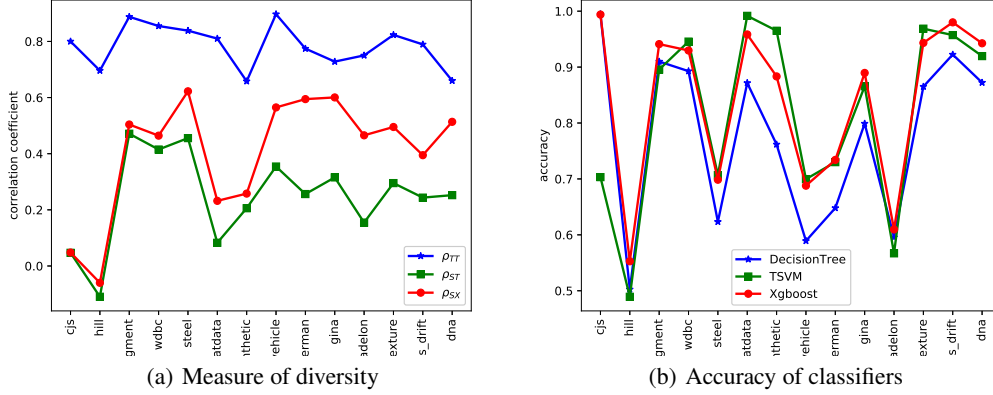 correlation coefficient
0.8
0.6
0.4
0.2
0.0
ρTT
ρST
ρSX
cjs
hill
gment
wdbc
steel
atdata
nthetic
vehicle
erman
gina
adelon
exture
s_drift
dna
(a) Measure of diversity
accuracy
1.0
0.9
0.8
0.7
0.6
0.5
DecisionTree
TSVM
Xgboost
cjs
hill
gment
wdbc
steel
atdata
nthetic
vehicle
erman
gina
adelon
exture
s_drift
dna
(b) Accuracy of classifiers